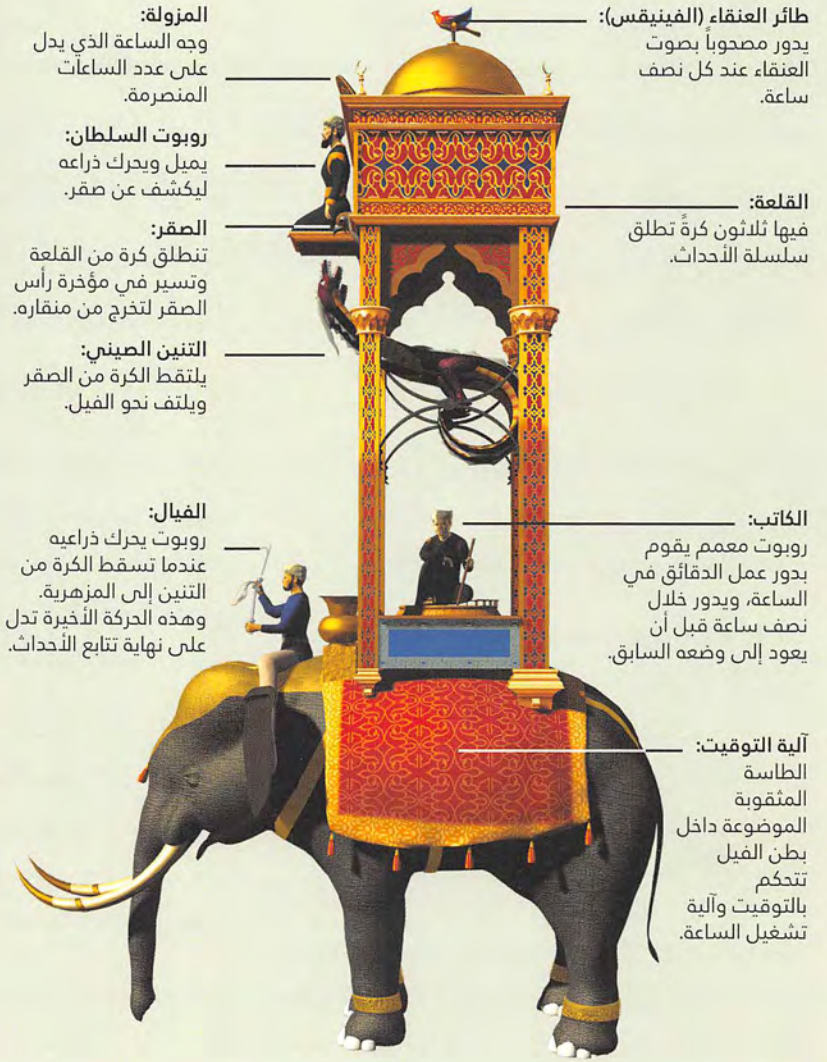 طائر العنقاء (الفينيقس):
يدور مصحوباً بصوت
العنقاء عند كل نصف
ساعة.
القلعة:
فيها ثلاثون كرةً تطلق
سلسلة الأحداث.
الكاتب:
روبوت معمم يقوم
بدور عمل الدقائق في
الساعة، ويدور خلال
نصف ساعة قبل أن
يعود إلى وضعه السابق.
آلية التوقيت:
الطاسة
المثقوبة
الموضوعة داخل
بطن الفيل
تتحكم
بالتوقيت وآلية
تشغيل الساعة.
المزولة:
وجه الساعة الذي يدل
على عدد الساعات
المنصرمة.
روبوت السلطان:
يميل ويحرك ذراعه
ليكشف عن صقر.
الصقر:
تنطلق كرة من القلعة
وتسير في مؤخرة رأس
الصقر لتخرج من منقاره.
التنين الصيني:
يلتقط الكرة من الصقر
ويلتف نحو الفيل.
الفيال:
روبوت يحرك ذراعيه
عندما تسقط الكرة من
التنين إلى المزهرية.
وهذه الحركة الأخيرة تدل
على نهاية تتابع الأحداث.